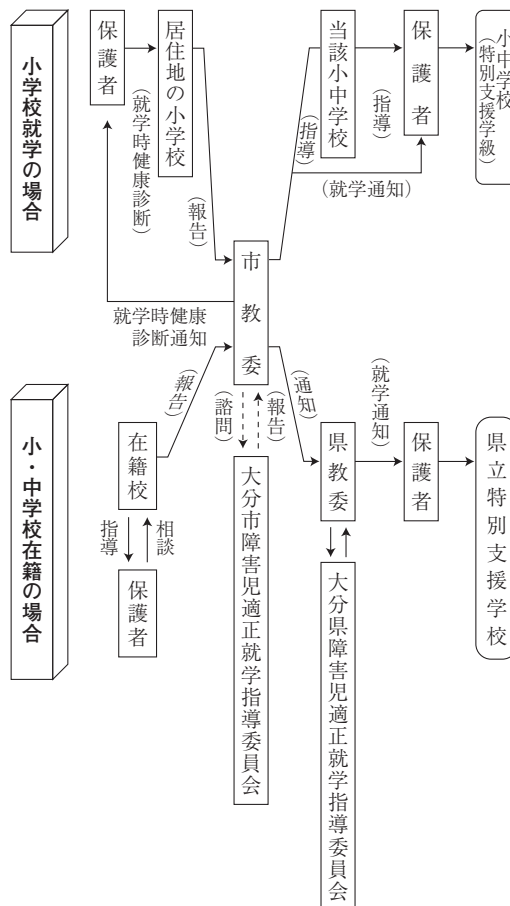 小学校就学の場合
保護者
(就学時健康診断)
居住地の小学校
(報告)
就学時健康
診断通知
市教委
(指導)
当該小中学校
(指導)
(就学通知)
保護者
小中学校
(特別支援学級)
小・中学校在籍の場合
在籍校
(報告)
指導
相談
保護者
(諮問)
(報告)
大分市障害児適正就学指導委員会
(通知)
県教委
大分県障害児適正就学指導委員会
(就学通知)
保護者
県立特別支援学校